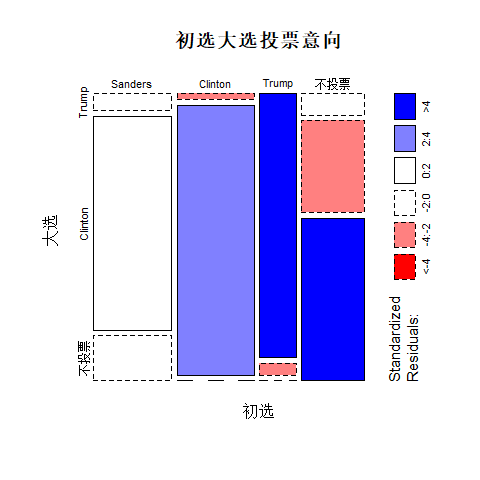 初选大选投票意向
Sanders
Clinton
Trump
不投票
Trump
Clinton
不投票
大选
初选
>4
2:4
0:2
-2:0
-4:-2
<-4
Standardized
Residuals: